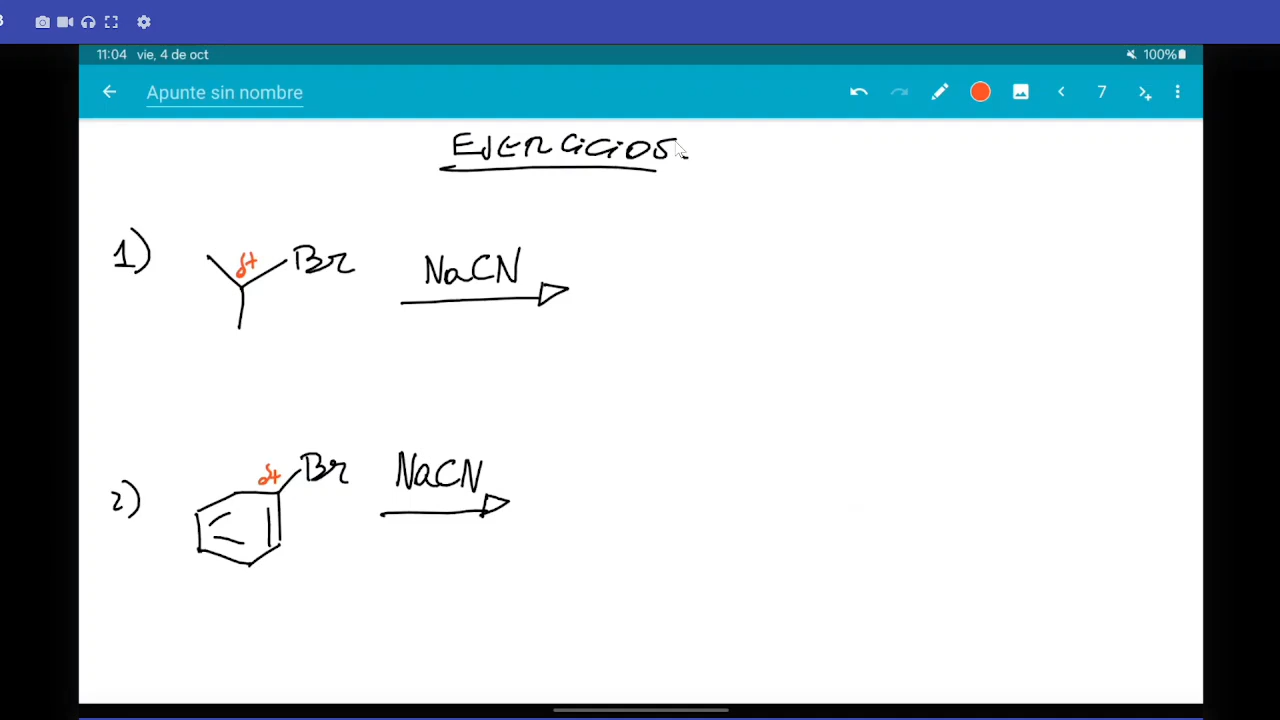 11:04 vie, 4 de oct 100%
Apunte sin nombre 7
EJERCICIOS.
1) δ+ Br NaCN
2) δ+ Br NaCN